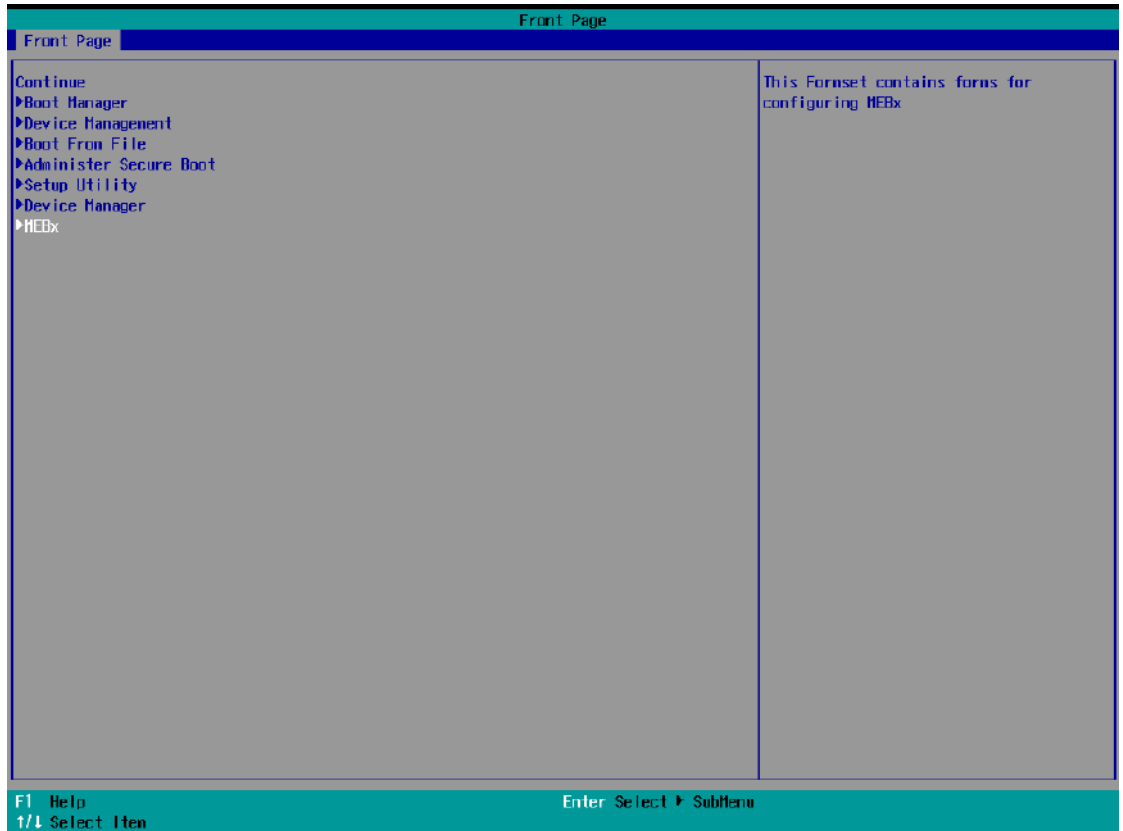 Front Page
Front Page
Continue
▶Boot Manager
▶Device Management
▶Boot From File
▶Administer Secure Boot
▶Setup Utility
▶Device Manager
▶MEBx
This Formset contains forms for
configuring MEBx
F1 Help
↑/↓ Select Item
Enter Select ▶ SubMenu